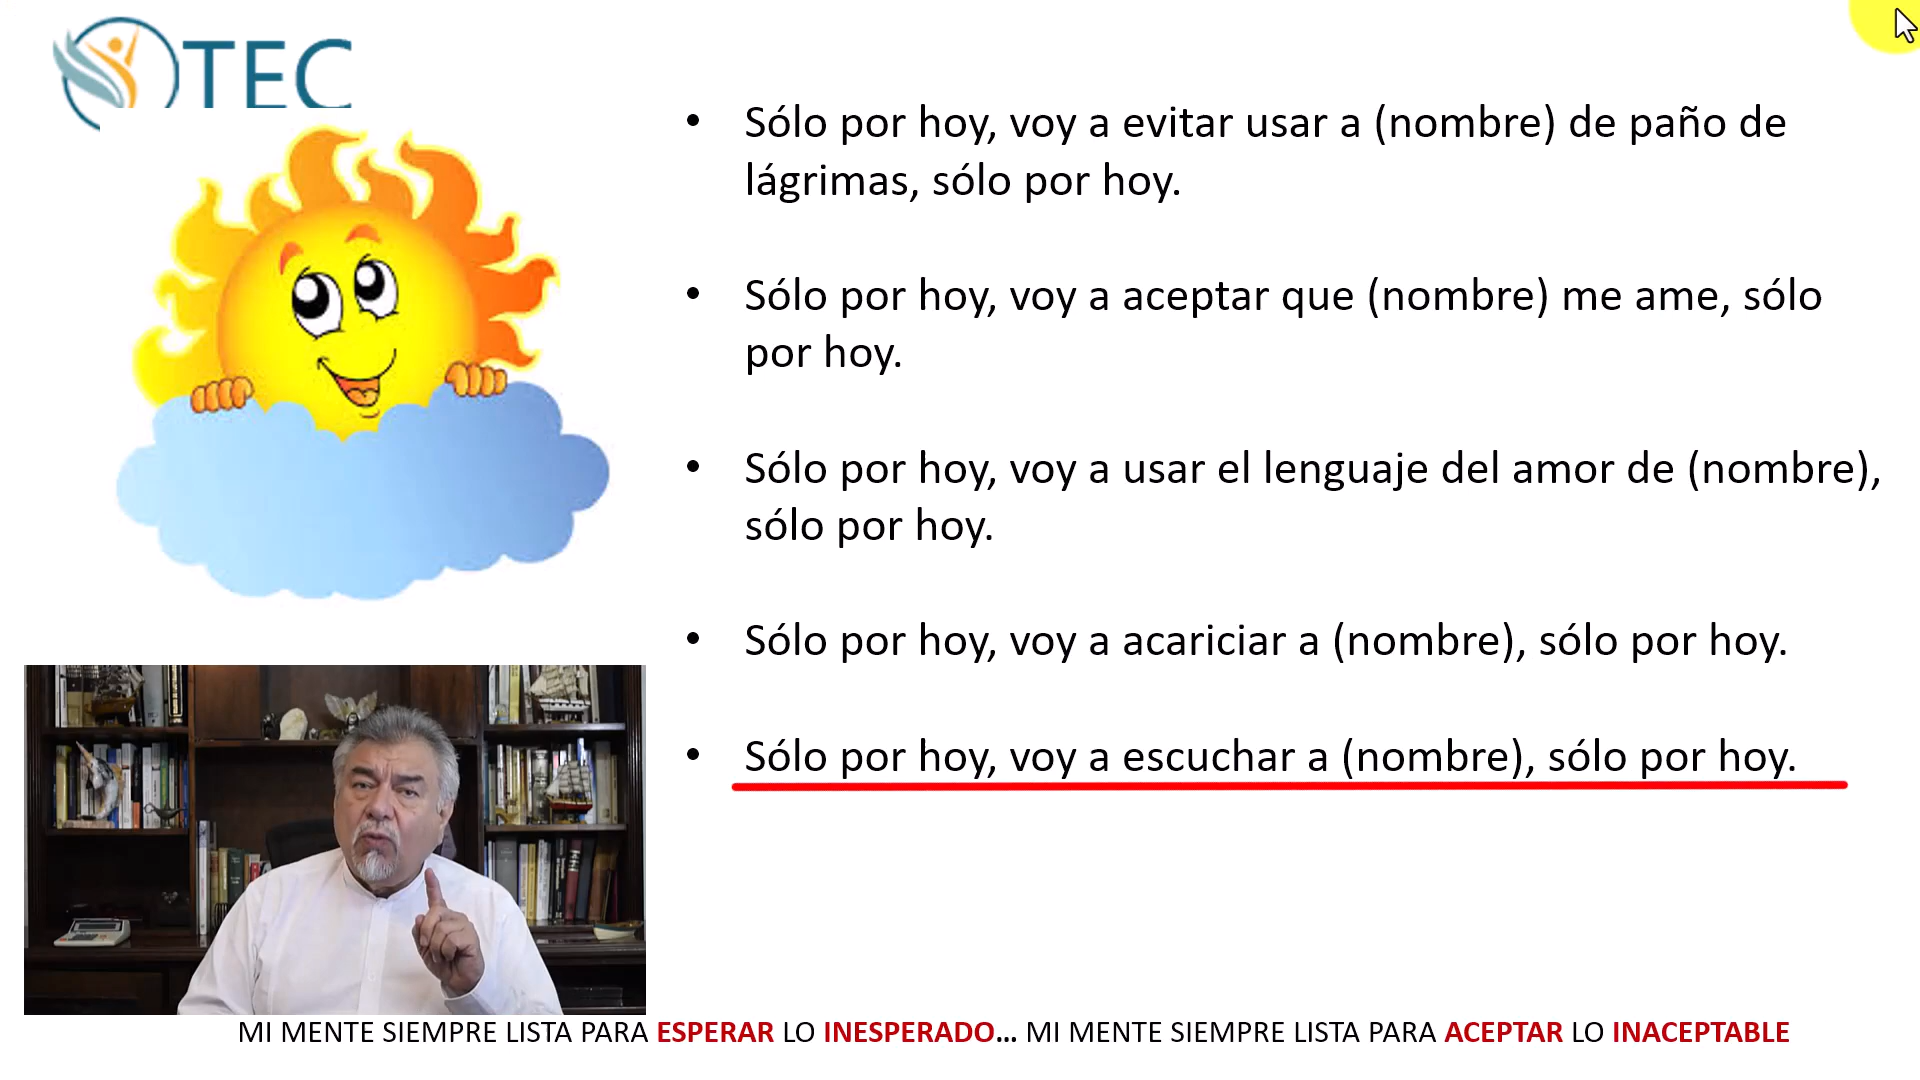 TEC
• Sólo por hoy, voy a evitar usar a (nombre) de paño de
lágrimas, sólo por hoy.
• Sólo por hoy, voy a aceptar que (nombre) me ame, sólo
por hoy.
• Sólo por hoy, voy a usar el lenguaje del amor de (nombre),
sólo por hoy.
• Sólo por hoy, voy a acariciar a (nombre), sólo por hoy.
• Sólo por hoy, voy a escuchar a (nombre), sólo por hoy.
MI MENTE SIEMPRE LISTA PARA ESPERAR LO INESPERADO... MI MENTE SIEMPRE LISTA PARA ACEPTAR LO INACEPTABLE